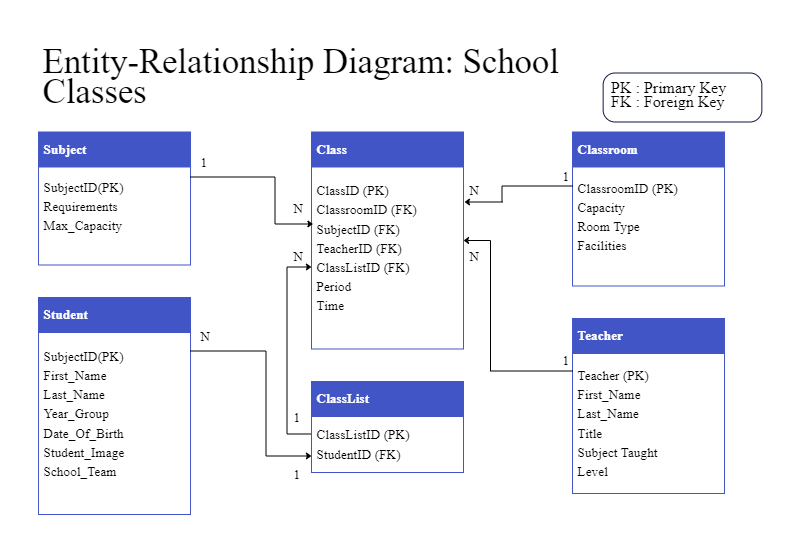 Entity-Relationship Diagram: School
Classes
PK : Primary Key
FK : Foreign Key
Subject
SubjectID(PK)
Requirements
Max_Capacity
1
N
Class
ClassID (PK)
ClassroomID (FK)
SubjectID (FK)
TeacherID (FK)
ClassListID (FK)
Period
Time
N
N
N
1
Classroom
ClassroomID (PK)
Capacity
Room Type
Facilities
Student
SubjectID(PK)
First_Name
Last_Name
Year_Group
Date_Of_Birth
Student_Image
School_Team
N
1
1
ClassList
ClassListID (PK)
StudentID (FK)
1
Teacher
Teacher (PK)
First_Name
Last_Name
Title
Subject Taught
Level